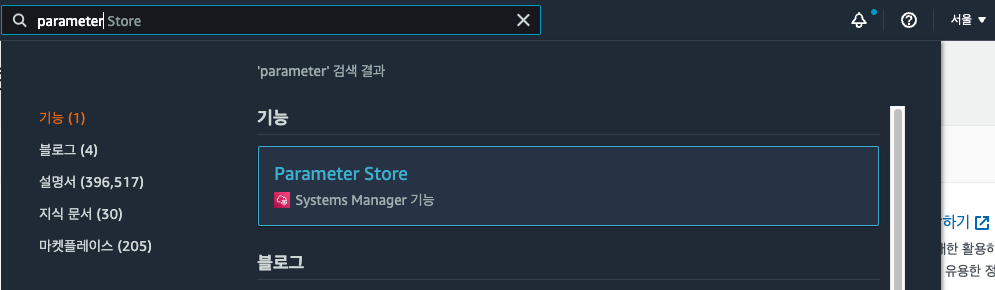 parameter Store
서울
'parameter' 검색 결과
기능 (1)
블로그 (4)
설명서 (396,517)
지식 문서 (30)
마켓플레이스 (205)
기능
Parameter Store
Systems Manager 기능
블로그
하기
대한 활용하
유용한 정